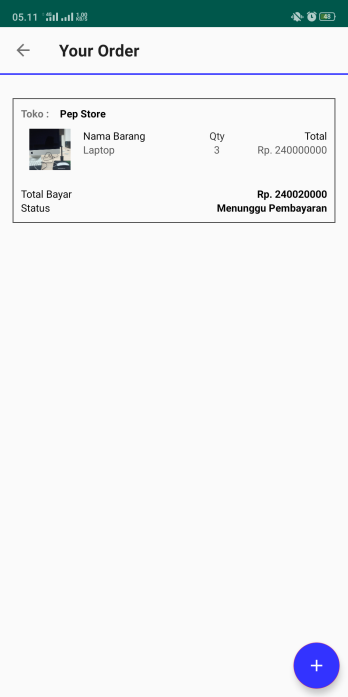 05.11
Your Order
Toko : Pep Store
Nama Barang Qty Total
Laptop 3 Rp. 240000000
Total Bayar Rp. 240020000
Status Menunggu Pembayaran